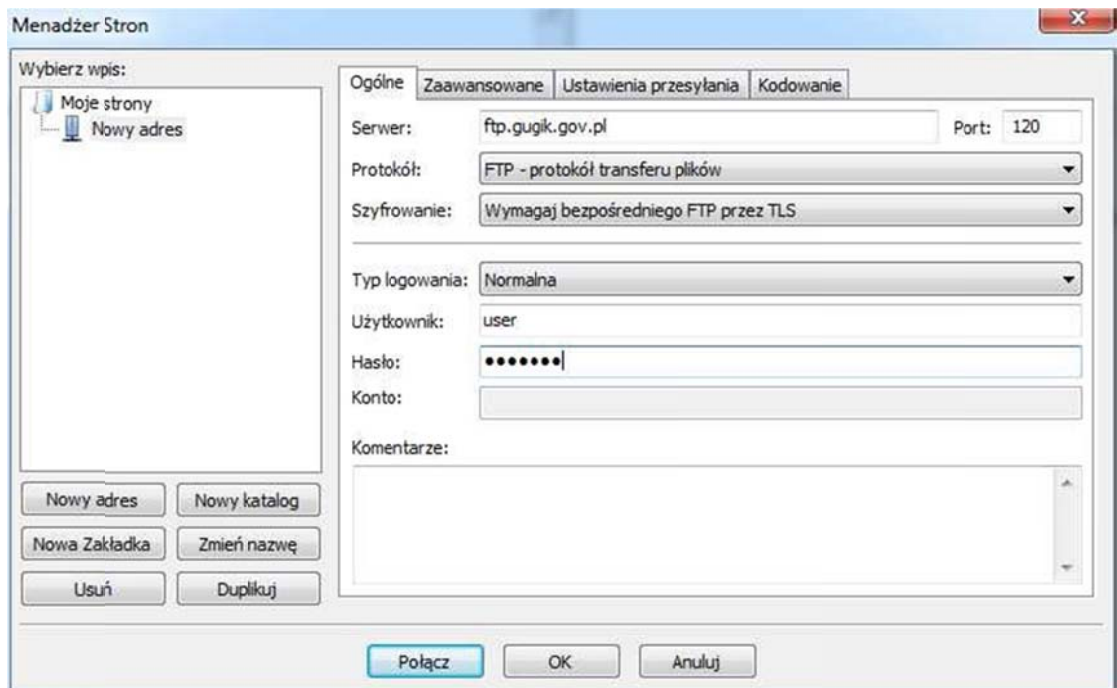 Menadżer Stron
Wybierz wpis:
Moje strony
Nowy adres
Nowy adres
Nowy katalog
Nowa Zakładka
Zmień nazwę
Usuń
Duplikuj
Ogólne
Zaawansowane
Ustawienia przesyłania
Kodowanie
Serwer: ftp.gugik.gov.pl Port: 120
Protokół: FTP - protokół transferu plików
Szyfrowanie: Wymagaj bezpośredniego FTP przez TLS
Typ logowania: Normalna
Użytkownik: user
Hasło: •••••••
Konto:
Komentarze:
Połącz
OK
Anuluj